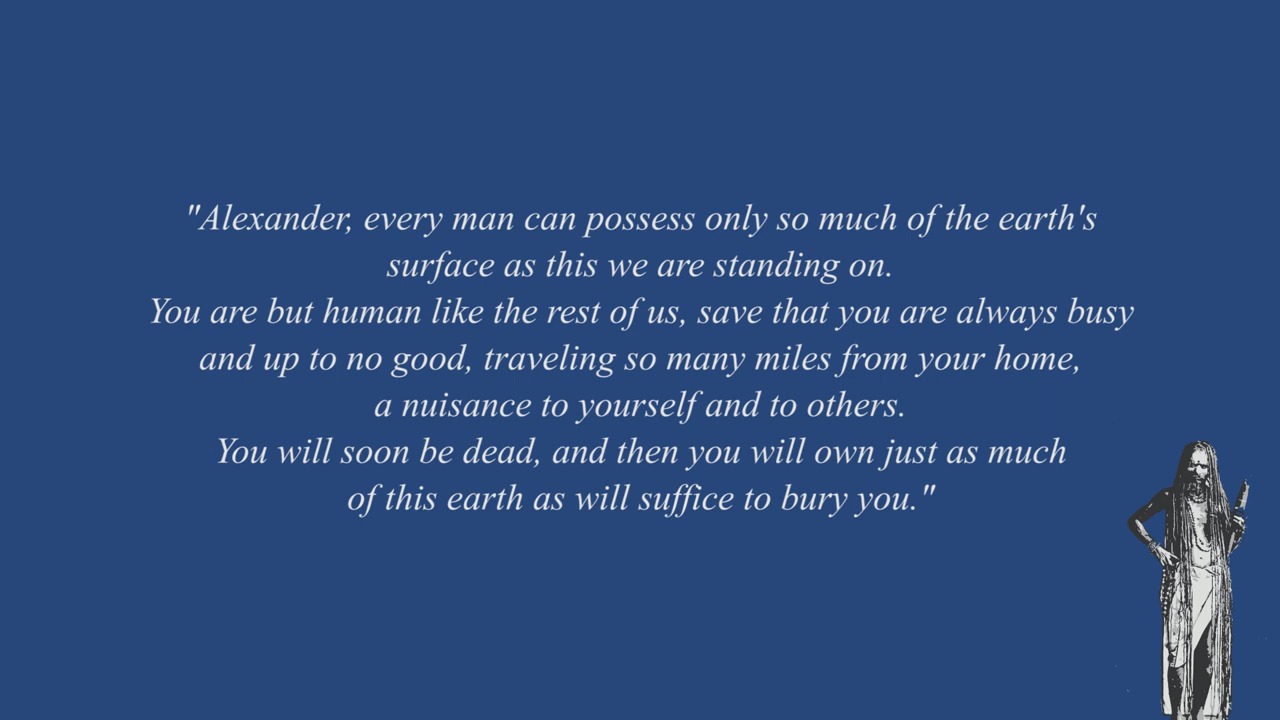 "Alexander, every man can possess only so much of the earth's
surface as this we are standing on.
You are but human like the rest of us, save that you are always busy
and up to no good, traveling so many miles from your home,
a nuisance to yourself and to others.
You will soon be dead, and then you will own just as much
of this earth as will suffice to bury you."